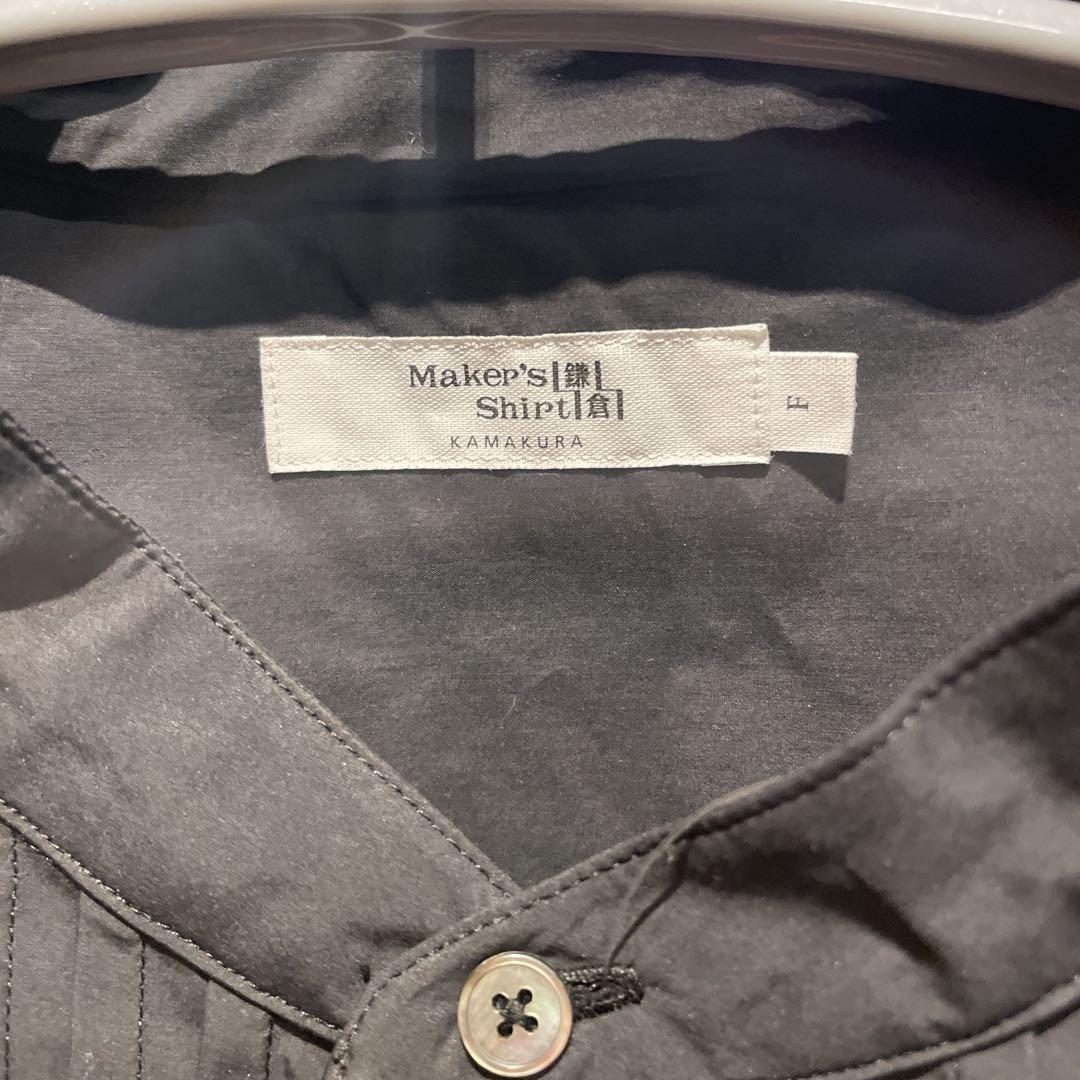 Maker's 鎌
Shirt 倉
KAMAKURA
F